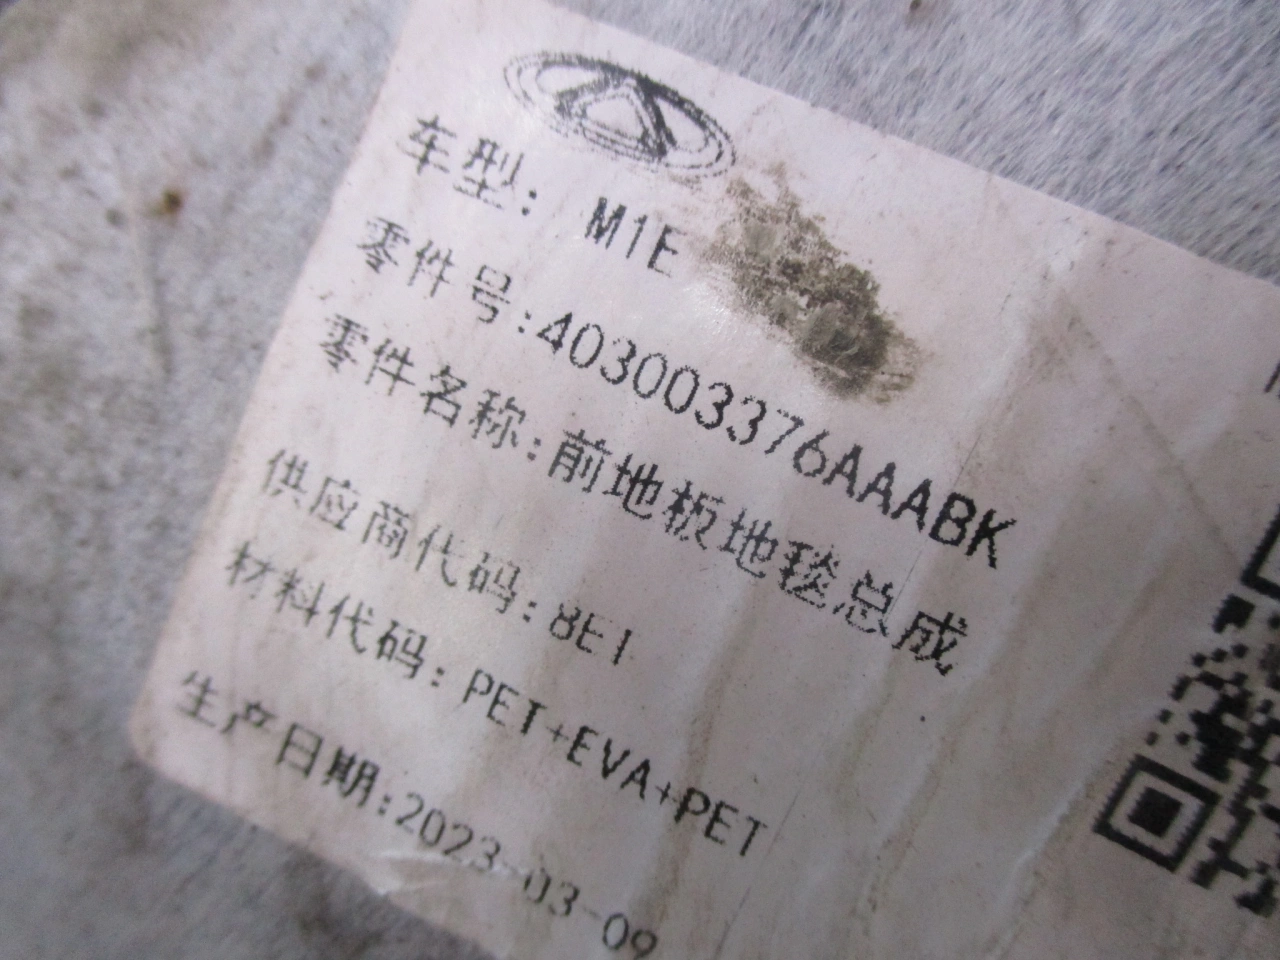 车型: M1E
零件号:403003376AAABK
零件名称:前地板地毯总成
供应商代码:8E1
材料代码: PET+EVA+PET
生产日期:2023-03-09